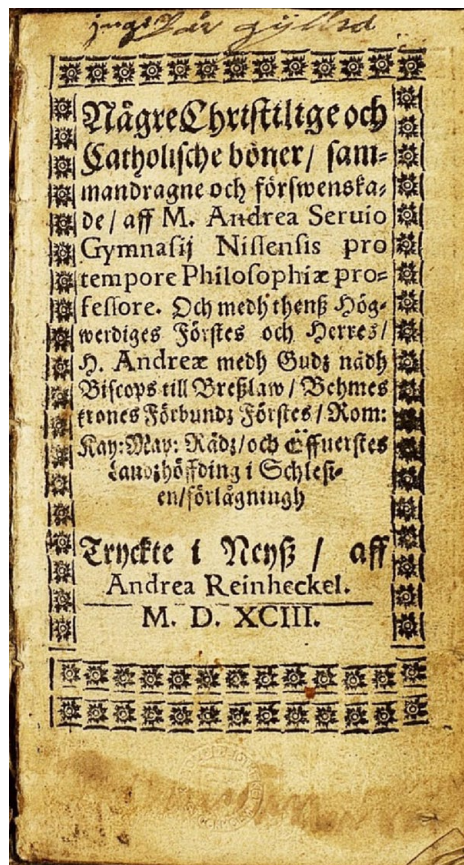 Någre Christilige och
Catholische böner / sam=
mandragne och förswenska=
de / aff M. Andrea Seruio
Gymnasij Nissensis pro
tempore Philosophiæ pro=
fessore. Och medh thenß Hög=
werdiges Förstes och Herres /
H. Andreæ medh Gudz nådh
Biscops till Breßlaw / Behmes
krones Förbundz Förstes / Rom:
Kay: May: Rådz / och Öffuerstes
Landzhöffding i Schlesi=
en / förlågningh
Tryckte i Neyß / aff
Andrea Reinheckel.
M. D. XCIII.